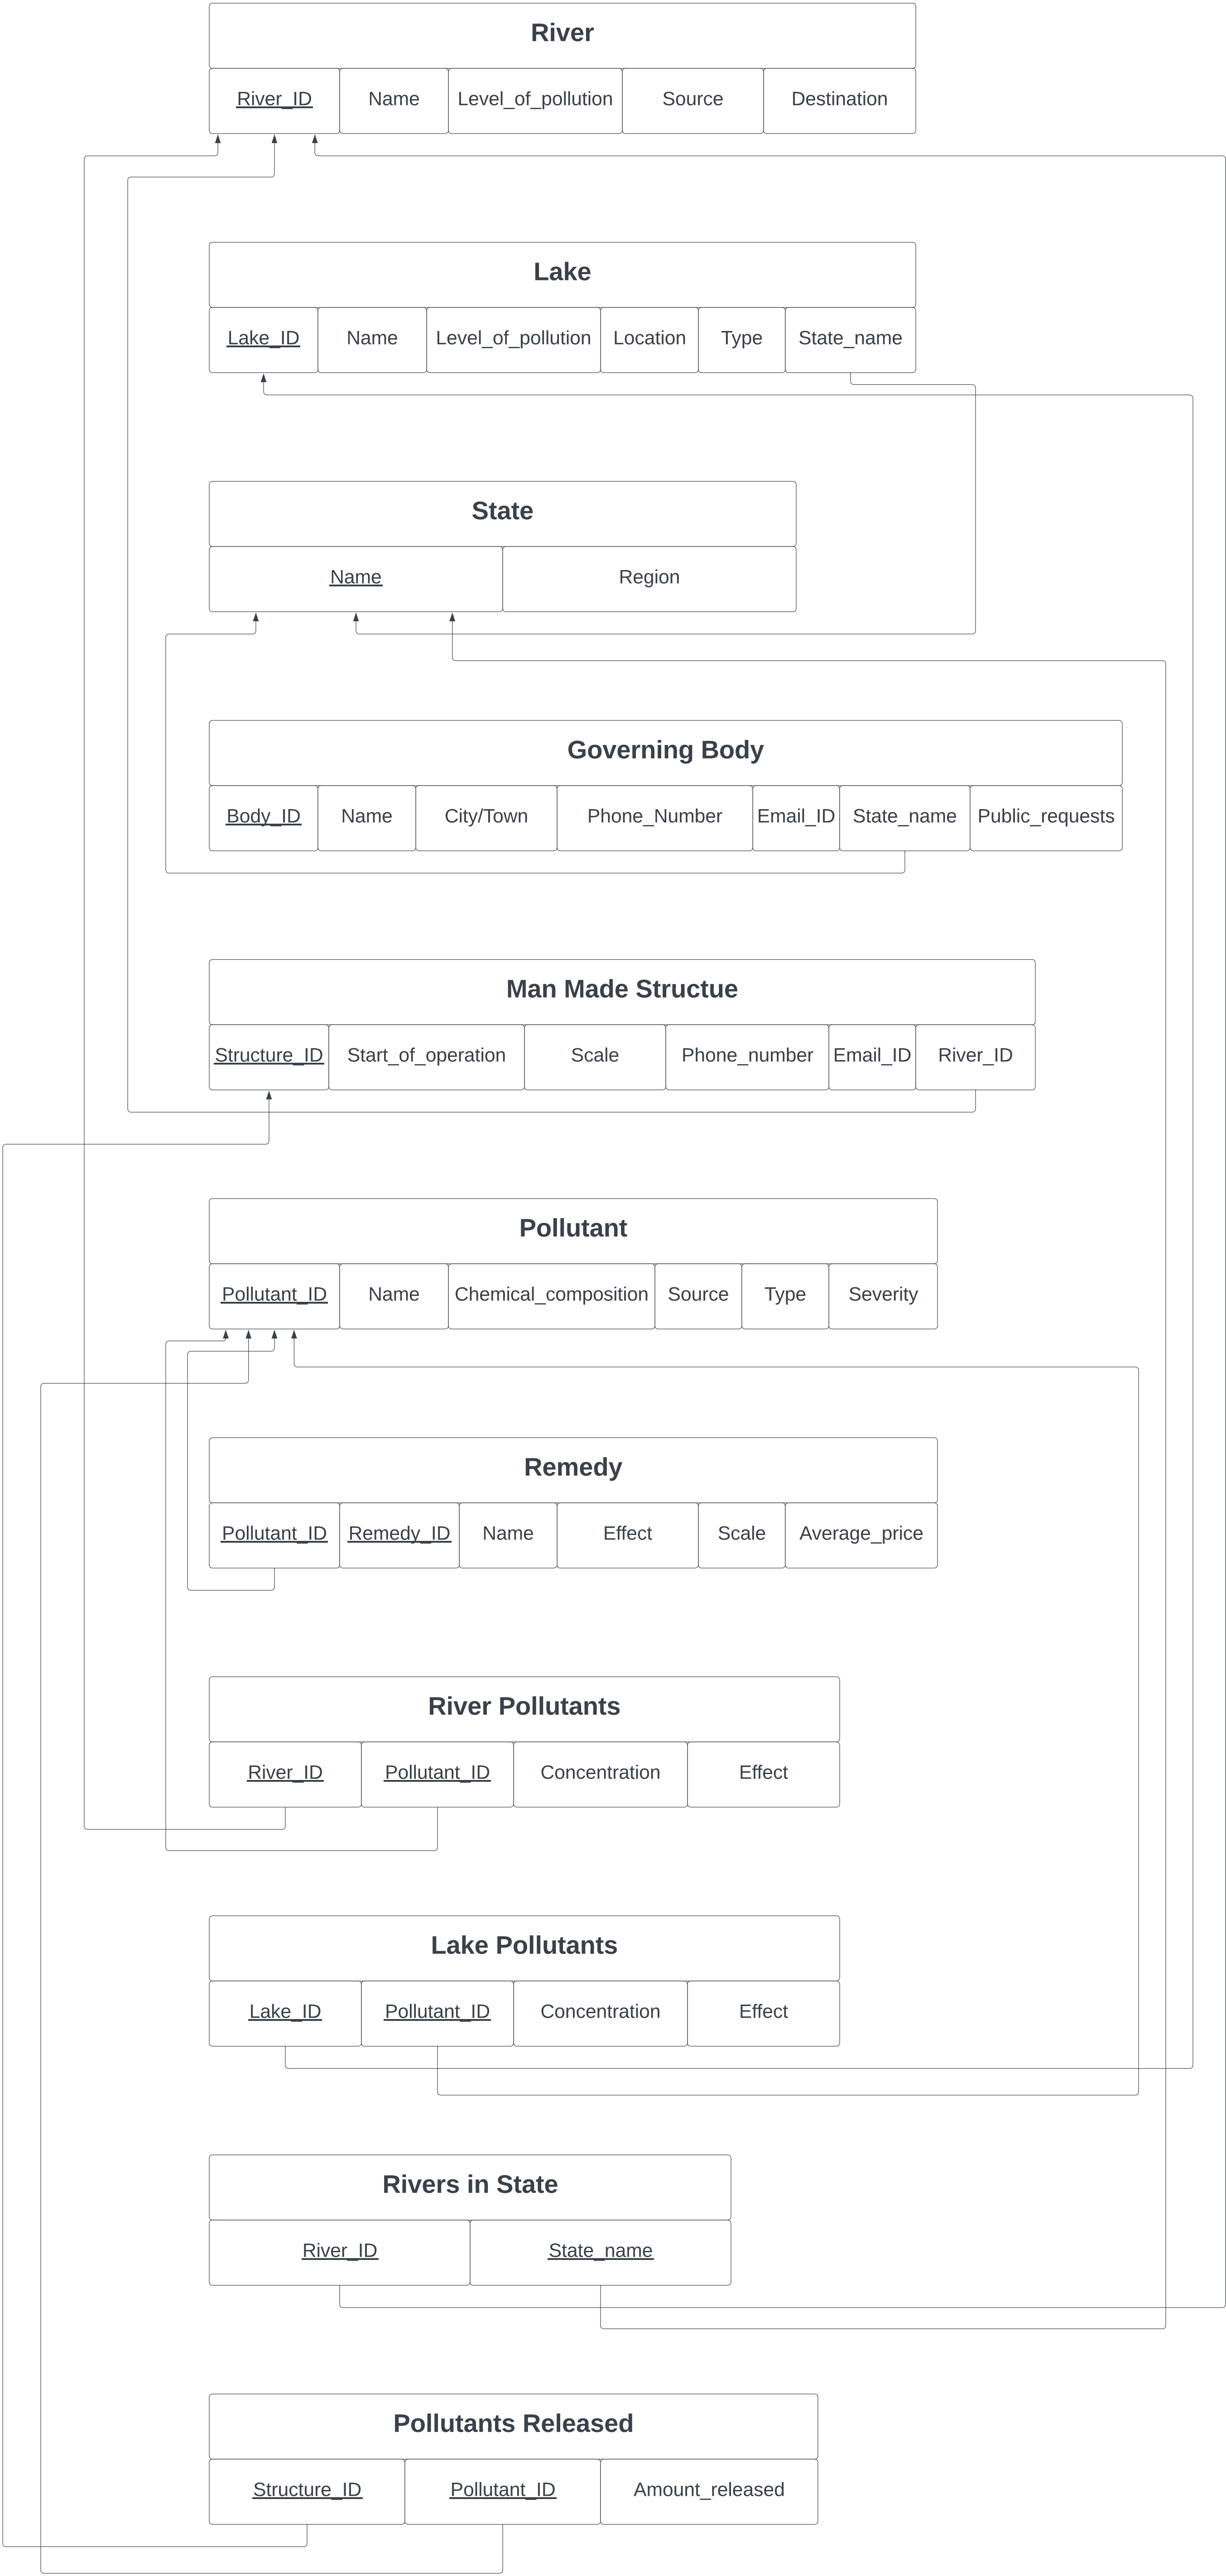 River
River_ID Name Level_of_pollution Source Destination
Lake
Lake_ID Name Level_of_pollution Location Type State_name
State
Name Region
Governing Body
Body_ID Name City/Town Phone_Number Email_ID State_name Public_requests
Man Made Structue
Structure_ID Start_of_operation Scale Phone_number Email_ID River_ID
Pollutant
Pollutant_ID Name Chemical_composition Source Type Severity
Remedy
Pollutant_ID Remedy_ID Name Effect Scale Average_price
River Pollutants
River_ID Pollutant_ID Concentration Effect
Lake Pollutants
Lake_ID Pollutant_ID Concentration Effect
Rivers in State
River_ID State_name
Pollutants Released
Structure_ID Pollutant_ID Amount_released